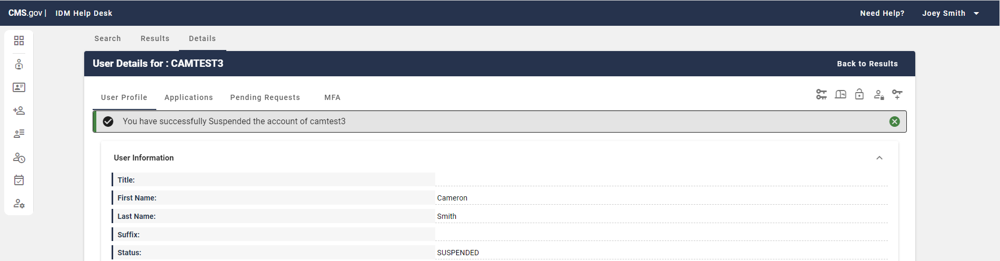 CMS.gov | IDM Help Desk Need Help? Joey Smith
Search Results Details
User Details for : CAMTEST3 Back to Results
User Profile Applications Pending Requests MFA
You have successfully Suspended the account of camtest3
User Information
Title:
First Name: Cameron
Last Name: Smith
Suffix:
Status: SUSPENDED